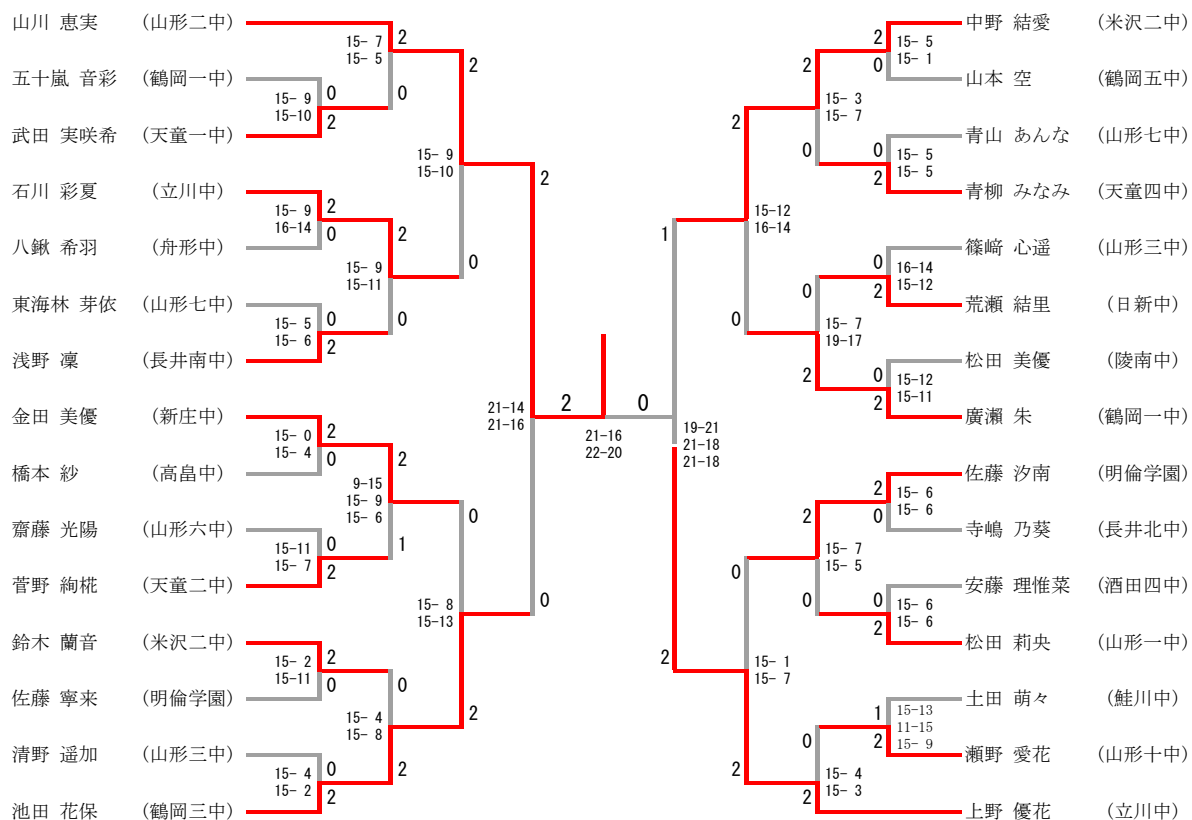 山川 恵実 (山形二中)
五十嵐 音彩 (鶴岡一中)
武田 実咲希 (天童一中)
石川 彩夏 (立川中)
八鍬 希羽 (舟形中)
東海林 芽依 (山形七中)
浅野 凜 (長井南中)
金田 美優 (新庄中)
橋本 紗 (高畠中)
齋藤 光陽 (山形六中)
菅野 絢椛 (天童二中)
鈴木 蘭音 (米沢二中)
佐藤 寧来 (明倫学園)
清野 遥加 (山形三中)
池田 花保 (鶴岡三中)
15- 7 2
15- 5
0
15- 9 0
15-10 2
15- 9 2
16-14 0
15- 9 2
15-11 0
15- 5 0
15- 6 2
15- 9 2
15-10 0
15- 0 2
15- 4 0
9-15 2
15- 9
15- 6 1
15-11 0
15- 7 2
15- 2 2
15-11 0
15- 4 0
15- 8 2
15- 4 0
15- 2 2
15- 8 0
15-13 2
21-14 2
21-16 0
2 0
21-16
22-20
1 19-21
21-18
2 21-18
2 15-12
0 16-14
2 15- 3
0 15- 7
2 15- 5
0 15- 1
0 15- 5
2 15- 5
0 15- 7
2 19-17
0 16-14
2 15-12
0 15-12
2 15-11
0 15- 1
2 15- 7
2 15- 7
0 15- 5
2 15- 6
0 15- 6
0 15- 6
2 15- 6
0 15- 4
2 15- 3
1 15-13
11-15
2 15- 9
中野 結愛 (米沢二中)
山本 空 (鶴岡五中)
青山 あんな (山形七中)
青柳 みなみ (天童四中)
篠﨑 心遥 (山形三中)
荒瀬 結里 (日新中)
松田 美優 (陵南中)
廣瀨 朱 (鶴岡一中)
佐藤 汐南 (明倫学園)
寺嶋 乃葵 (長井北中)
安藤 理惟菜 (酒田四中)
松田 莉央 (山形一中)
土田 萌々 (鮭川中)
瀬野 愛花 (山形十中)
上野 優花 (立川中)